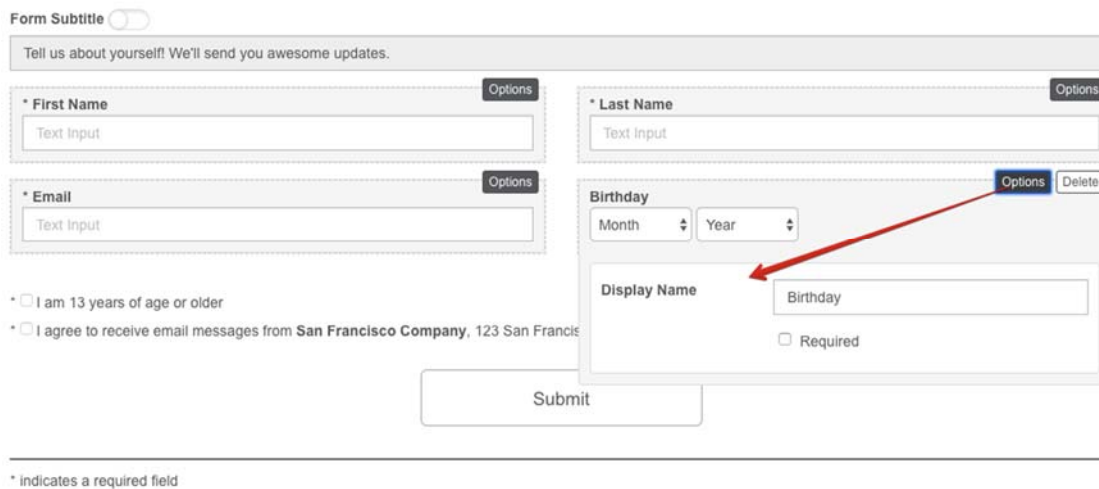 Form Subtitle
Tell us about yourself! We'll send you awesome updates.
Options
* First Name
Text Input
Options
* Last Name
Text Input
Options
* Email
Text Input
Options Delete
Birthday
Month Year
Display Name Birthday
Required
* I am 13 years of age or older
* I agree to receive email messages from San Francisco Company, 123 San Francis
Submit
* indicates a required field